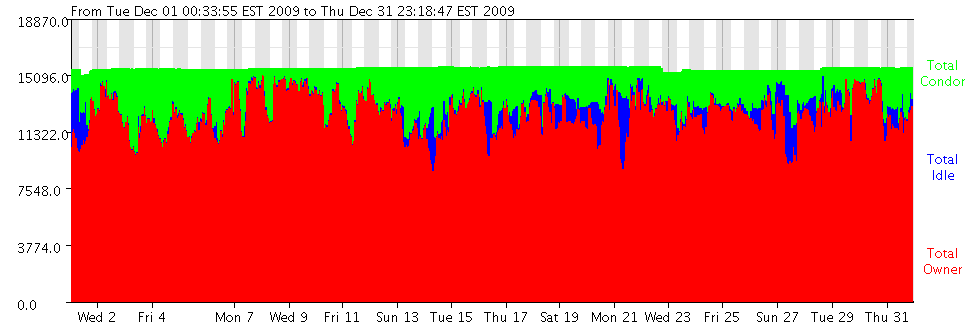 From Tue Dec 01 00:33:55 EST 2009 to Thu Dec 31 23:18:47 EST 2009
18870.0
15096.0
11322.0
7548.0
3774.0
0.0
Total
Condor
Total
Idle
Total
Owner
Wed 2 Fri 4 Mon 7 Wed 9 Fri 11 Sun 13 Tue 15 Thu 17 Sat 19 Mon 21 Wed 23 Fri 25 Sun 27 Tue 29 Thu 31